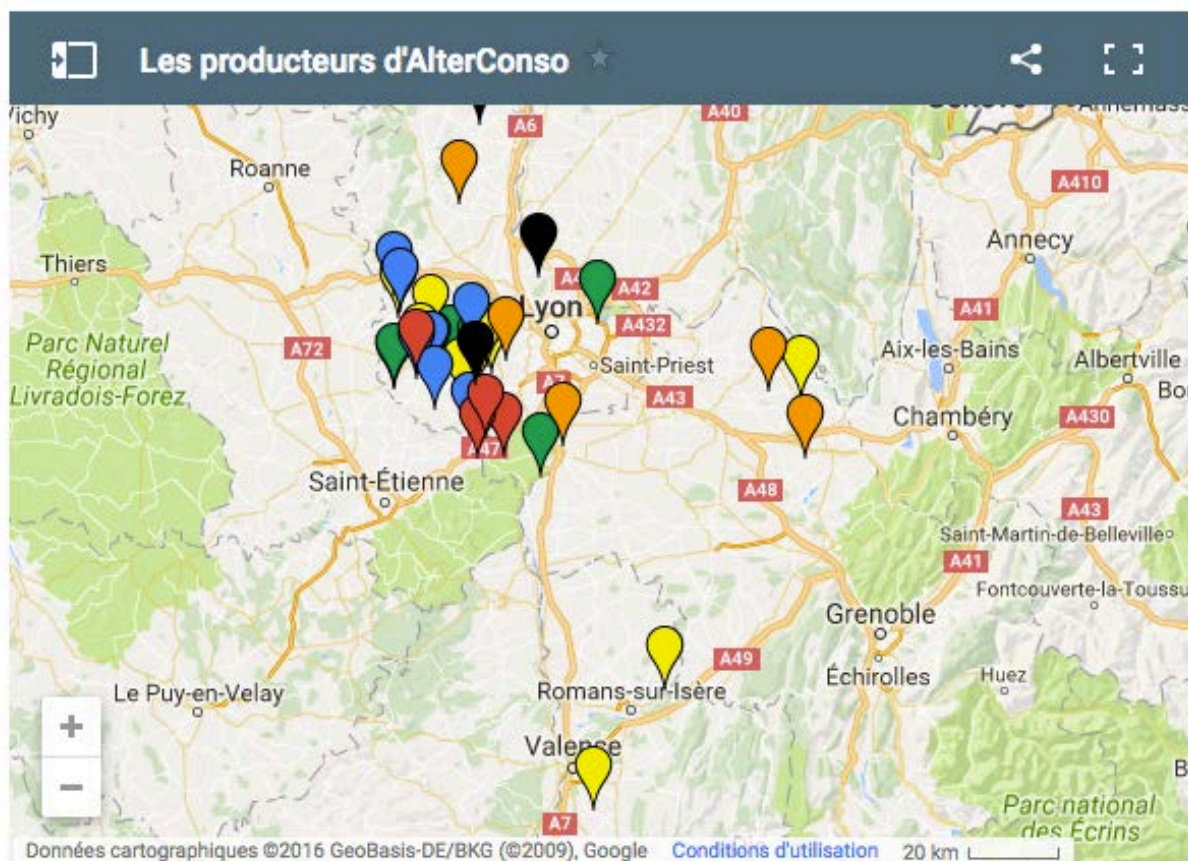 Les producteurs d'AlterConso
Vichy
A6
A40
Annemass
Roanne
A410
Annecy
Thiers
A42
A41
Lyon
A432
Parc Naturel
Régional
Livradois-Forez
A72
Saint-Priest
Aix-les-Bains
Albertville
A7
A43
Chambéry
A430
A47
Saint-Étienne
A48
A43
Saint-Martin-de-Belleville
A41
Fontcouverte-la-Toussu
Grenoble
A49
Échirolles
Huez
Le Puy-en-Velay
Romans-sur-Isère
+
Valence
−
Parc national
des Écrins
A7
Données cartographiques ©2016 GeoBasis-DE/BKG (©2009), Google Conditions d'utilisation 20 km